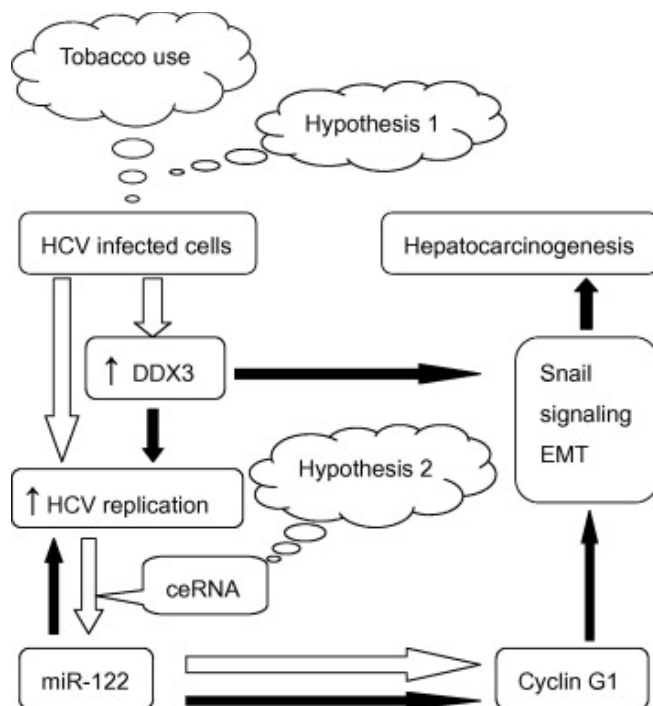 Tobacco use
Hypothesis 1
HCV infected cells
Hepatocarcinogenesis
↑ DDX3
Snail
signaling
EMT
Hypothesis 2
↑ HCV replication
ceRNA
miR-122
Cyclin G1